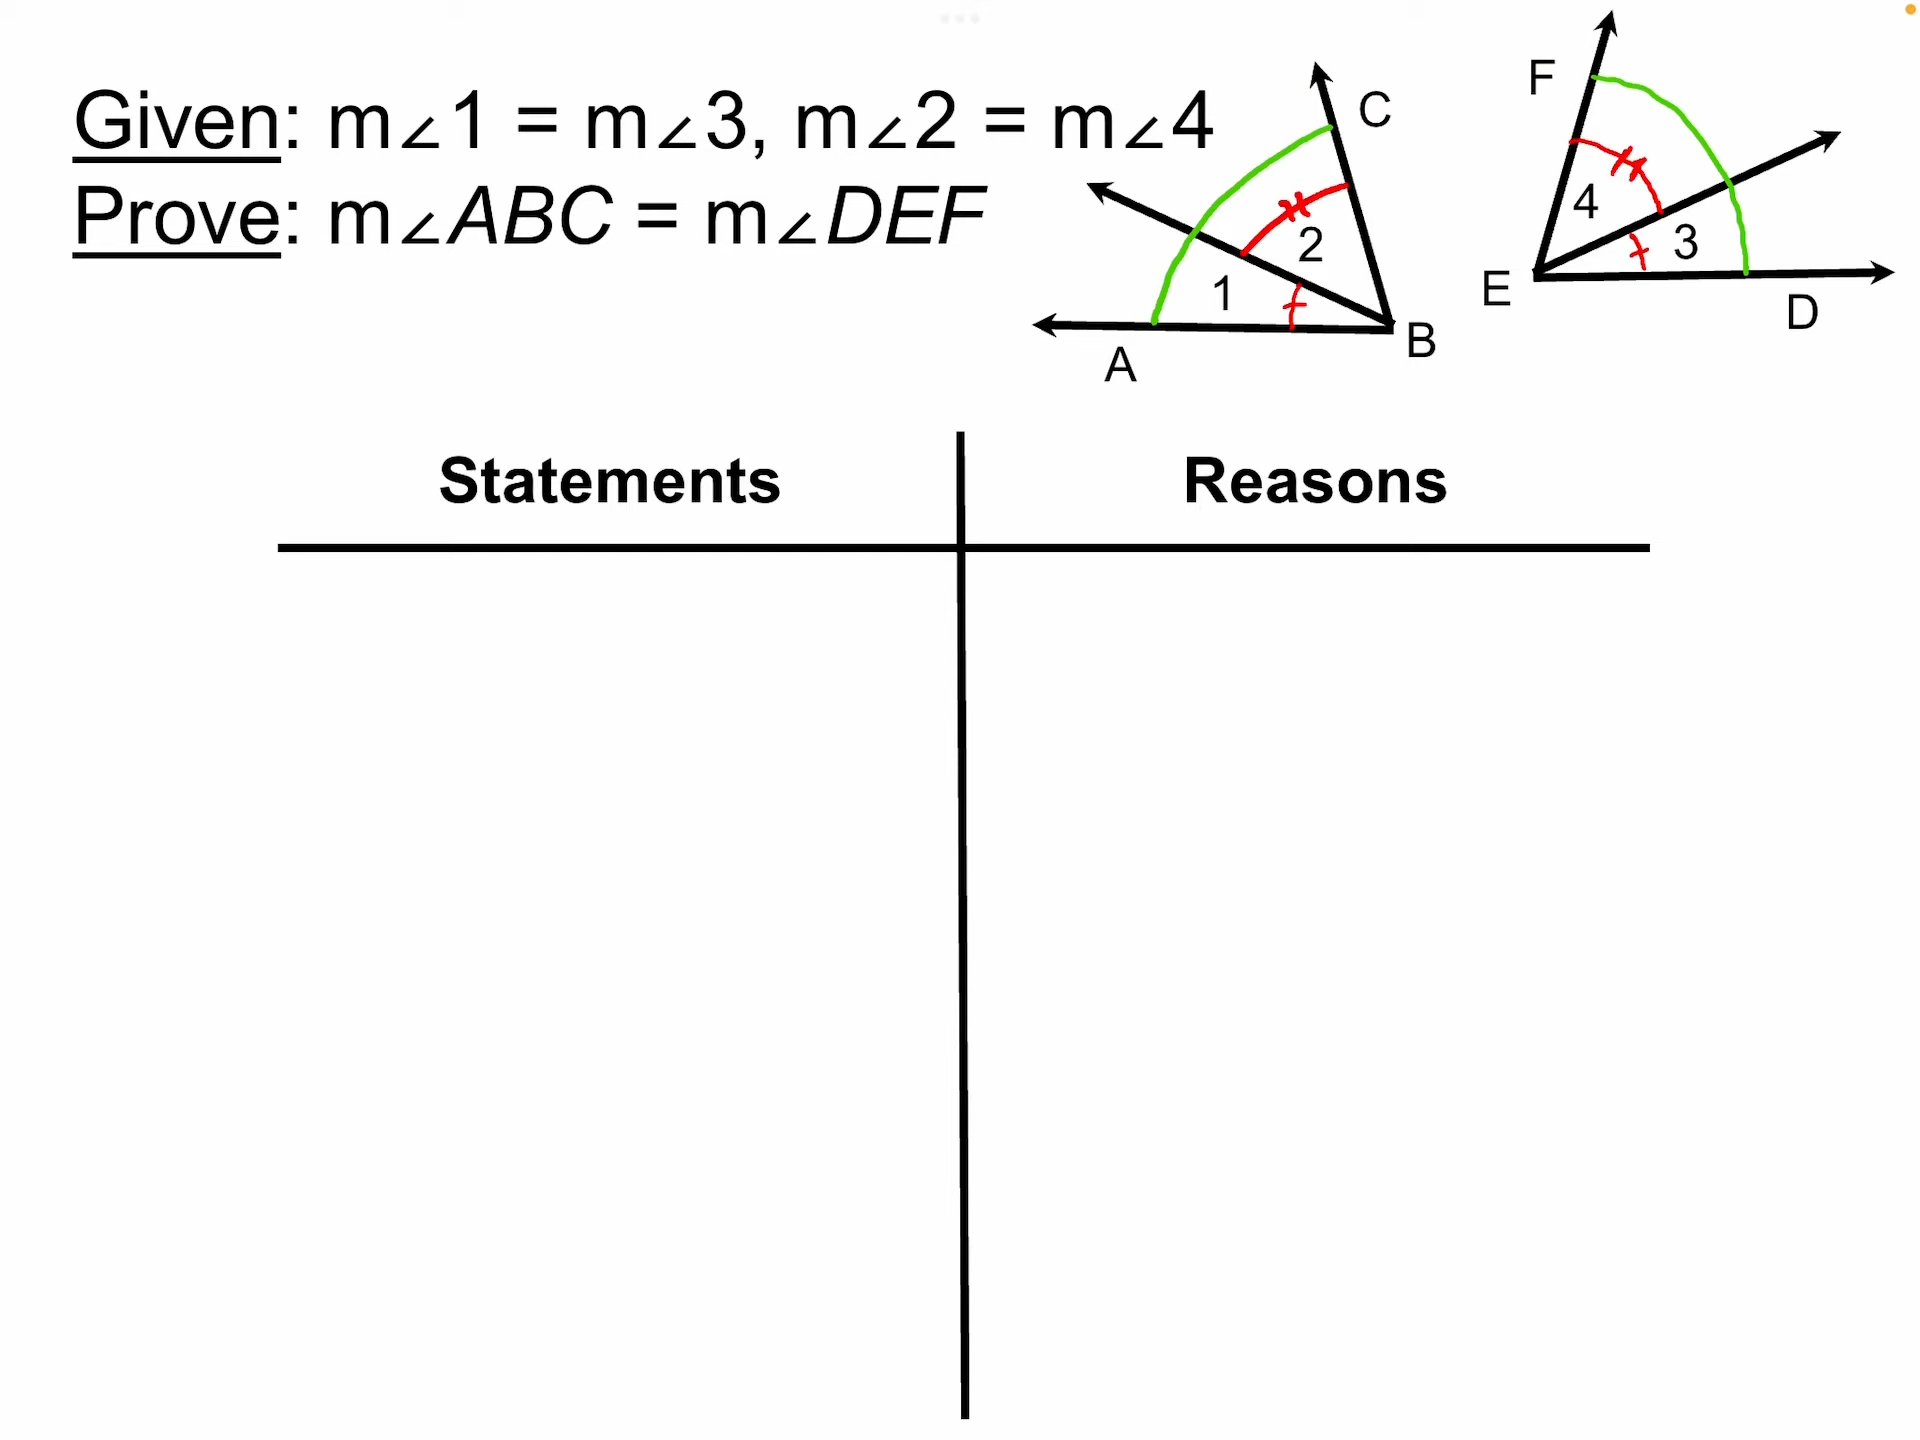 Given: m∠1 = m∠3, m∠2 = m∠4
Prove: m∠ABC = m∠DEF
C
2
1
A
B
F
4
3
E
D
Statements
Reasons